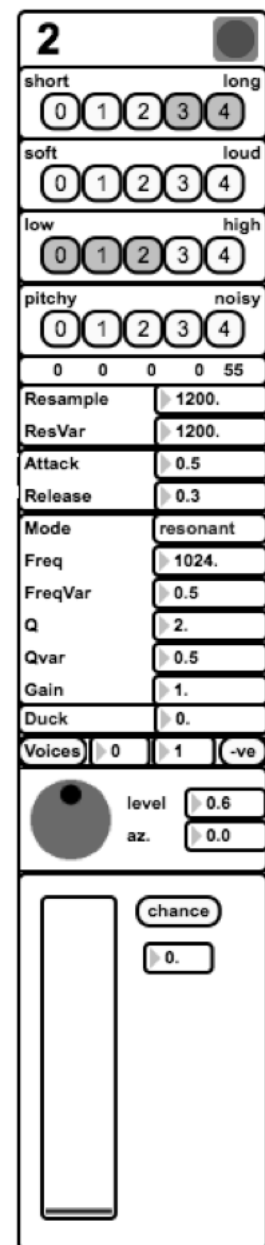 2
short long
0 1 2 3 4
soft loud
0 1 2 3 4
low high
0 1 2 3 4
pitchy noisy
0 1 2 3 4
0 0 0 0 55
Resample 1200.
ResVar 1200.
Attack 0.5
Release 0.3
Mode resonant
Freq 1024.
FreqVar 0.5
Q 2.
Qvar 0.5
Gain 1.
Duck 0.
Voices 0 1 -ve
level 0.6
az. 0.0
chance
0.